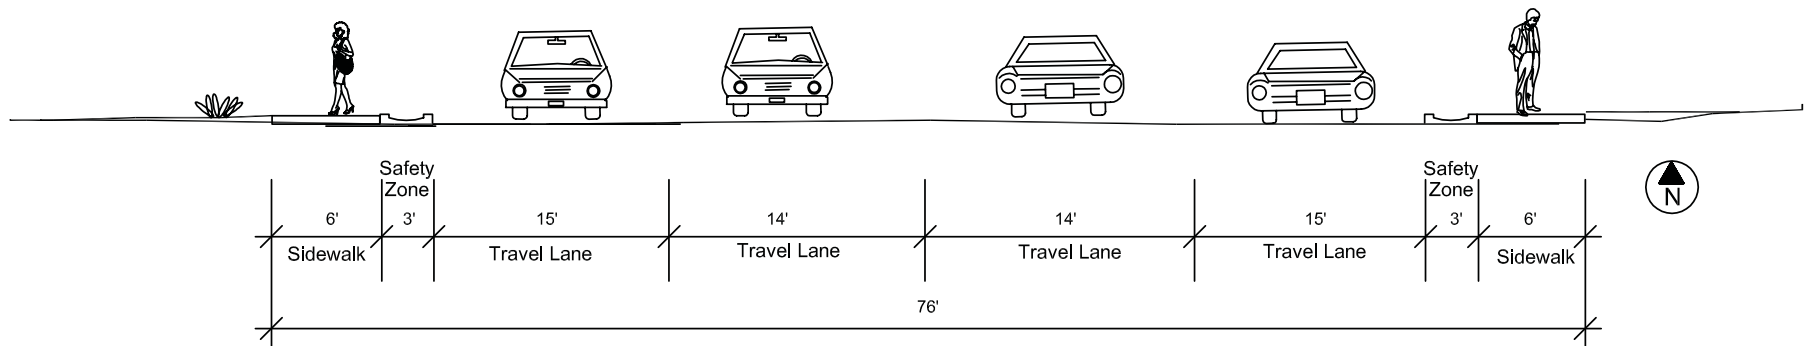 Safety
Zone
Safety
Zone
N
6'
3'
15'
14'
14'
15'
3'
6'
Sidewalk
Travel Lane
Travel Lane
Travel Lane
Travel Lane
Sidewalk
76'